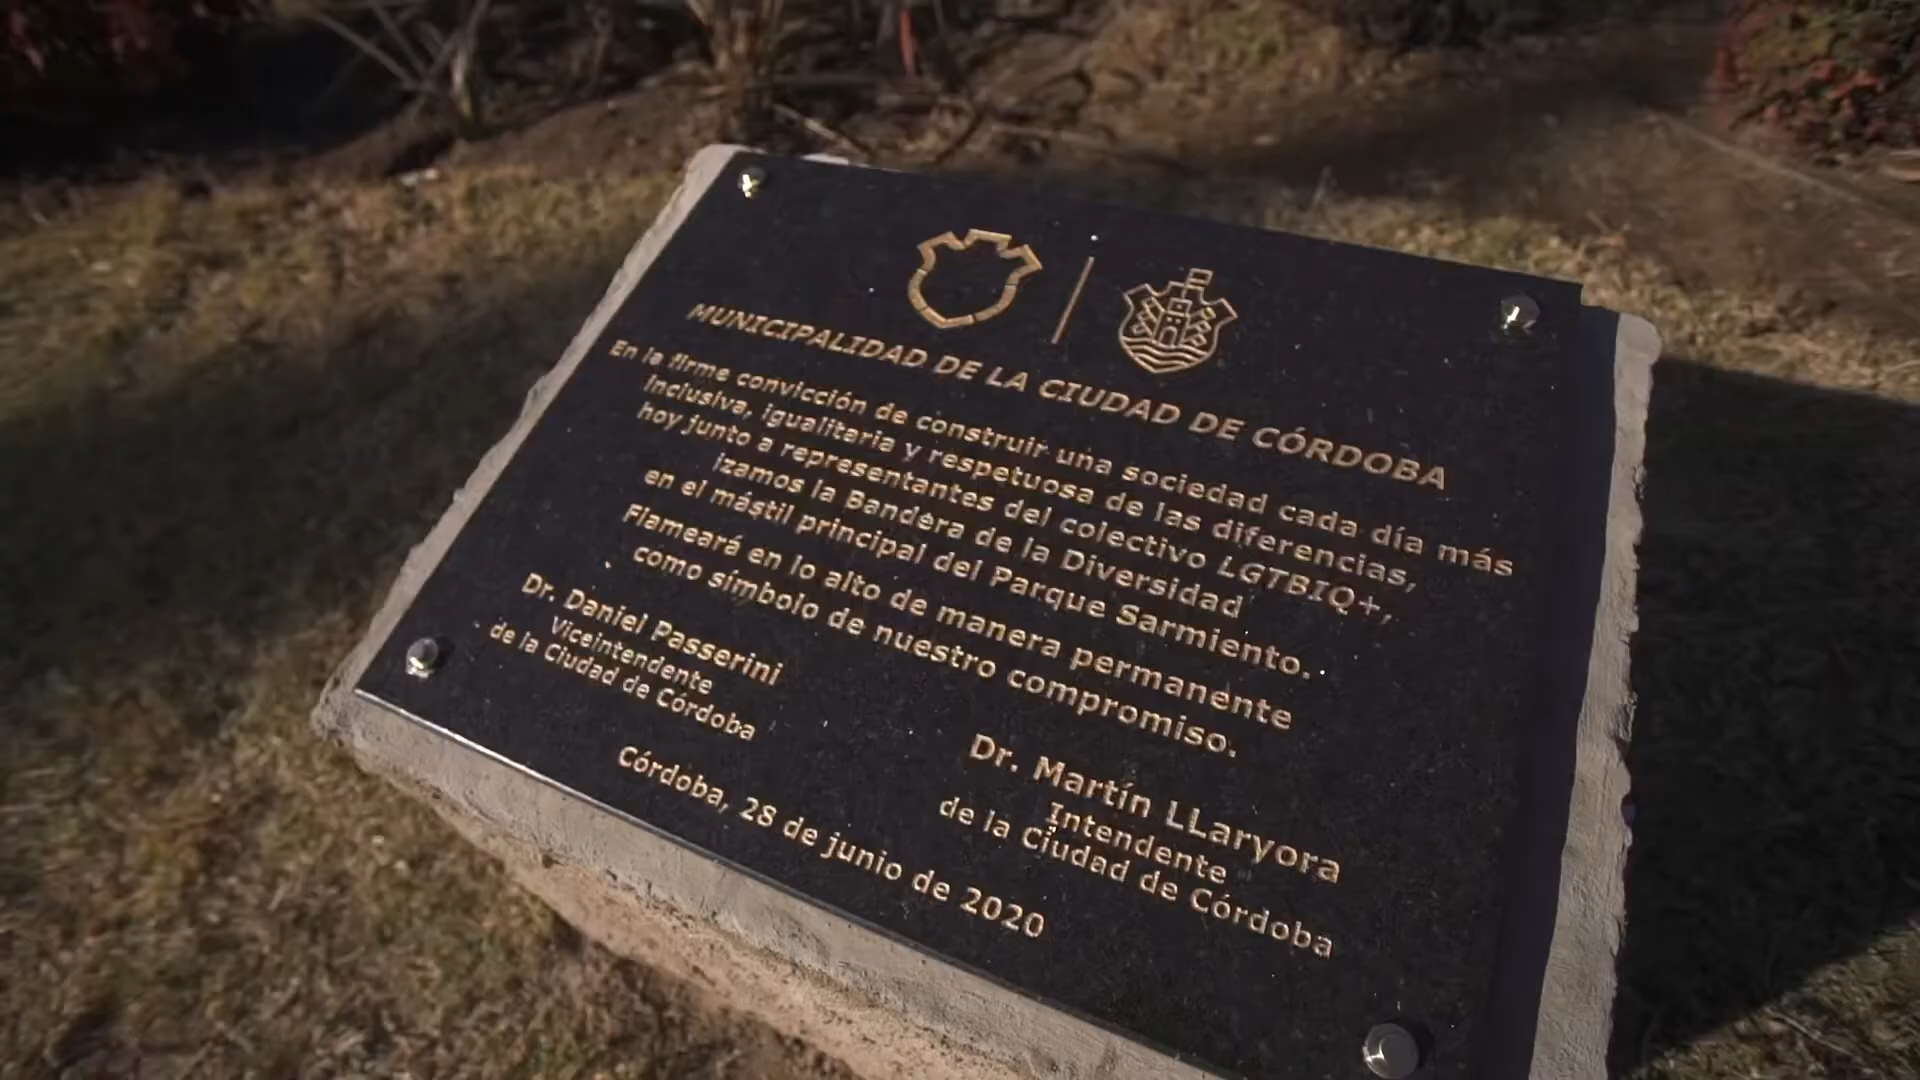 MUNICIPALIDAD DE LA CIUDAD DE CÓRDOBA
En la firme convicción de construir una sociedad cada día más
inclusiva, igualitaria y respetuosa de las diferencias,
hoy junto a representantes del colectivo LGTBIQ+,
izamos la Bandera de la Diversidad
en el mástil principal del Parque Sarmiento.
Flameará en lo alto de manera permanente
como símbolo de nuestro compromiso.
Dr. Daniel Passerini
Viceintendente
de la Ciudad de Córdoba
Dr. Martín LLaryora
Intendente
de la Ciudad de Córdoba
Córdoba, 28 de junio de 2020